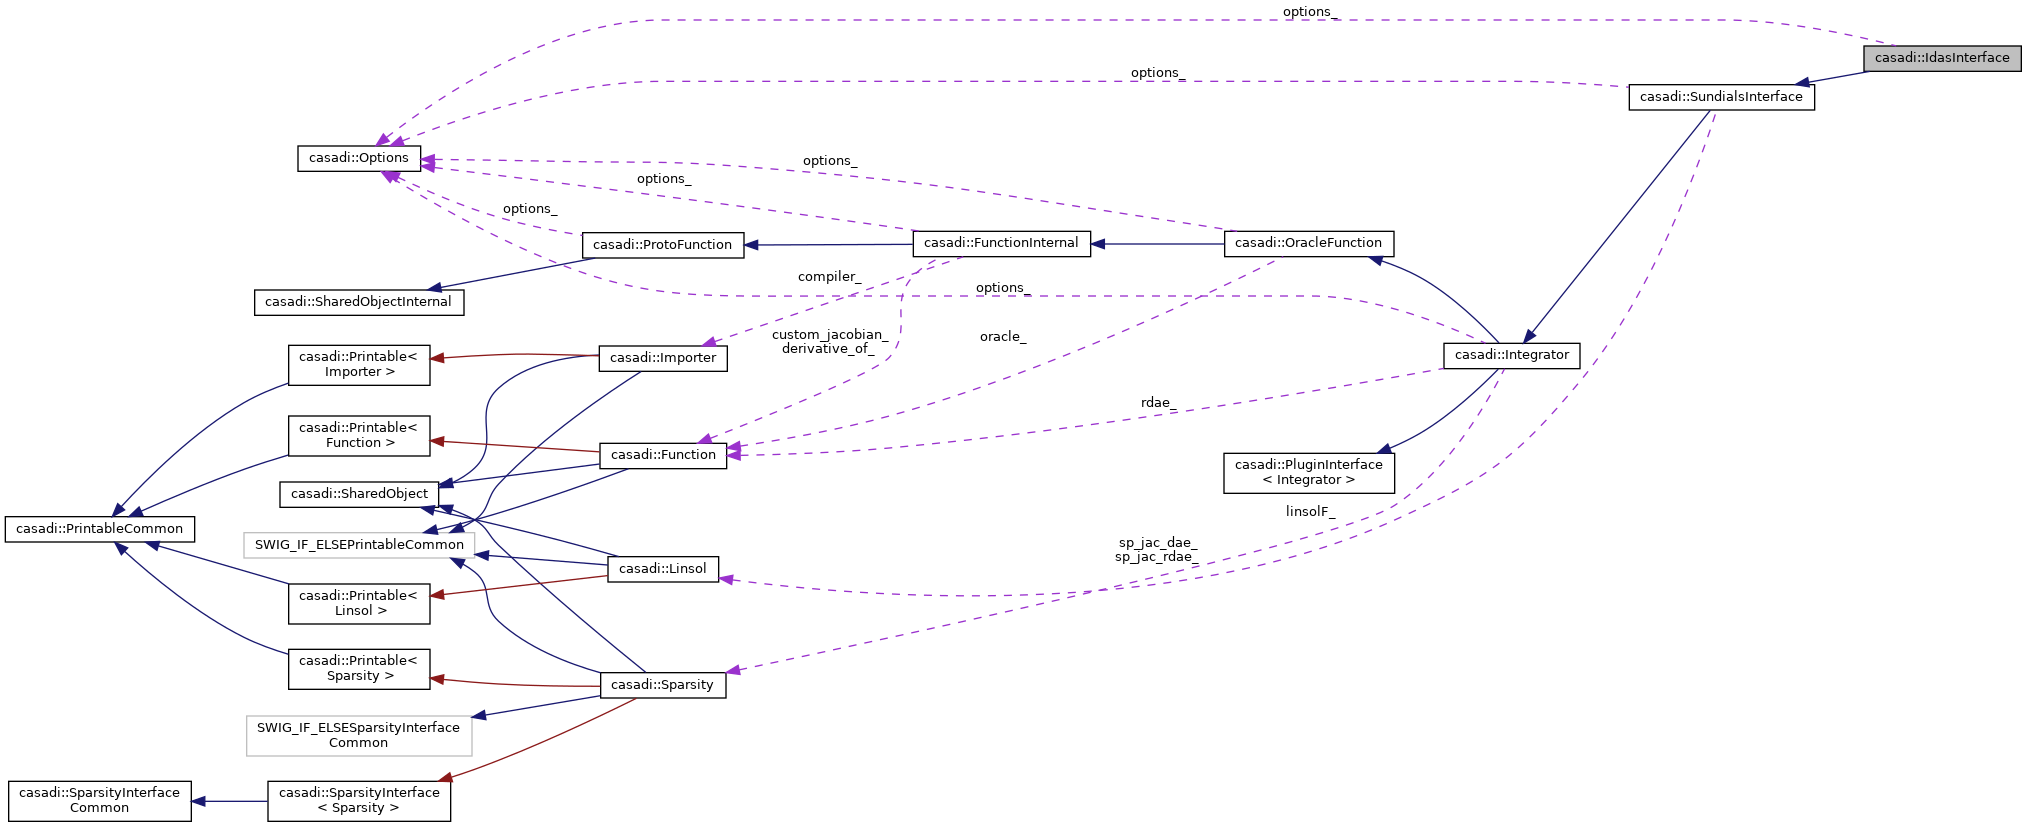 options_
casadi::IdasInterface
options_
casadi::SundialsInterface
casadi::Options
options_
options_
options_
casadi::ProtoFunction
casadi::FunctionInternal
casadi::OracleFunction
compiler_
options_
casadi::SharedObjectInternal
custom_jacobian_
derivative_of_
oracle_
casadi::Printable<
Importer >
casadi::Importer
casadi::Integrator
rdae_
casadi::Printable<
Function >
casadi::Function
casadi::PluginInterface
< Integrator >
casadi::SharedObject
linsolF_
casadi::PrintableCommon
SWIG_IF_ELSEPrintableCommon
sp_jac_dae_
sp_jac_rdae_
casadi::Linsol
casadi::Printable<
Linsol >
casadi::Printable<
Sparsity >
casadi::Sparsity
SWIG_IF_ELSESparsityInterface
Common
casadi::SparsityInterface
Common
casadi::SparsityInterface
< Sparsity >